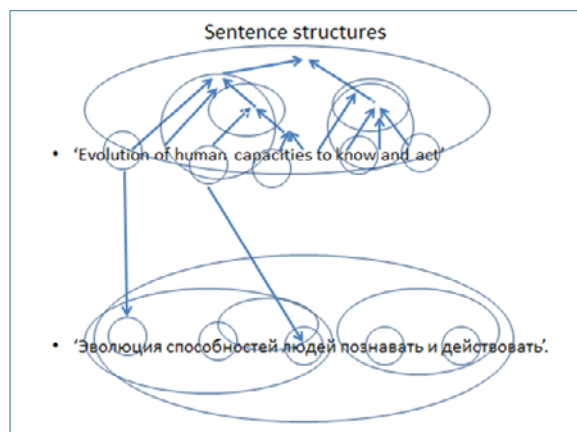 Sentence structures
• 'Evolution of human capacities to know and act'
• 'Эволюция способностей людей познавать и действовать'.